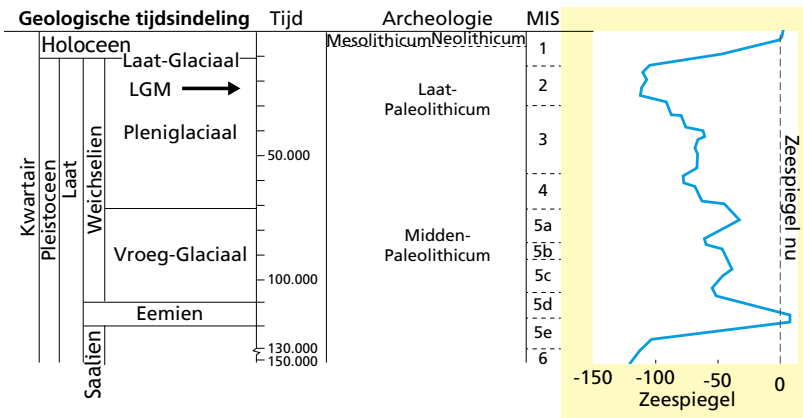 Geologische tijdsindeling Tijd Archeologie MIS
Holoceen Mesolithicum Neolithicum 1
Laat-Glaciaal
LGM 2
Laat-
Paleolithicum
Pleniglaciaal 3
50.000
4
Kwartair
Pleistoceen
Laat
Weichselien
Vroeg-Glaciaal
Midden-
Paleolithicum
5a
5b
5c
100.000
5d
Eemien
5e
Saalien
130.000
150.000
6
Zeespiegel nu
-150 -100 -50 0
Zeespiegel